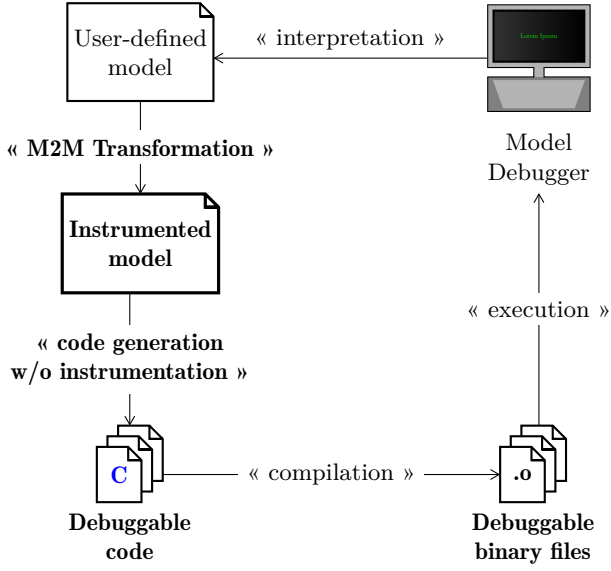 User-defined
model
« interpretation »
Lorem Ipsum
Model
Debugger
« M2M Transformation »
Instrumented
model
« execution »
« code generation
w/o instrumentation »
C
« compilation »
.o
Debuggable
code
Debuggable
binary files